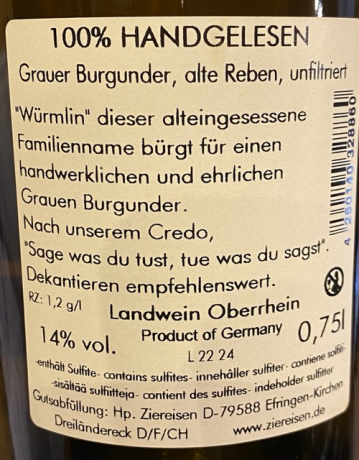 100% HANDGELESEN
Grauer Burgunder, alte Reben, unfiltriert
"Würmlin" dieser alteingesessene
Familienname bürgt für einen
handwerklichen und ehrlichen
Grauen Burgunder.
Nach unserem Credo,
"Sage was du tust, tue was du sagst".
Dekantieren empfehlenswert.
RZ: 1,2 g/l
Landwein Oberrhein
14% vol.
Product of Germany
0,75l
L 22 24
-enthält Sulfite- contains sulfites- innehåller sulfiter- contiene solfiti-
-sisältää sulfiitteja- contient des sulfites- indeholder sulfitter
Gutsabfüllung: Hp. Ziereisen D-79588 Efringen-Kirchen
Dreiländereck D/F/CH
www.ziereisen.de
4 260140 328860